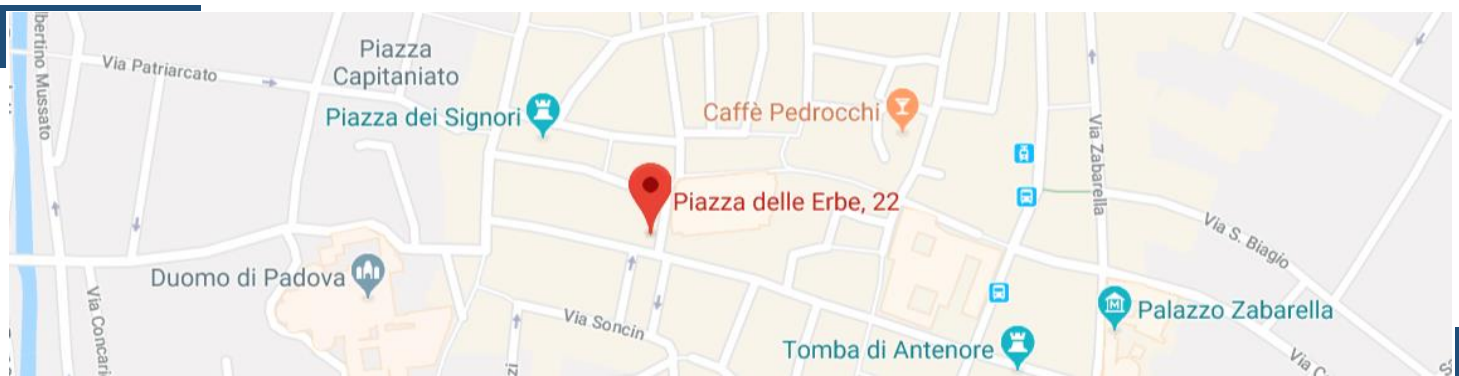 Piazza
Capitaniato
Via Patriarcato
Piazza dei Signori
Caffè Pedrocchi
Via Zabarella
Piazza delle Erbe, 22
Via S. Biagio
Duomo di Padova
Via Soncin
Palazzo Zabarella
Tomba di Antenore
M